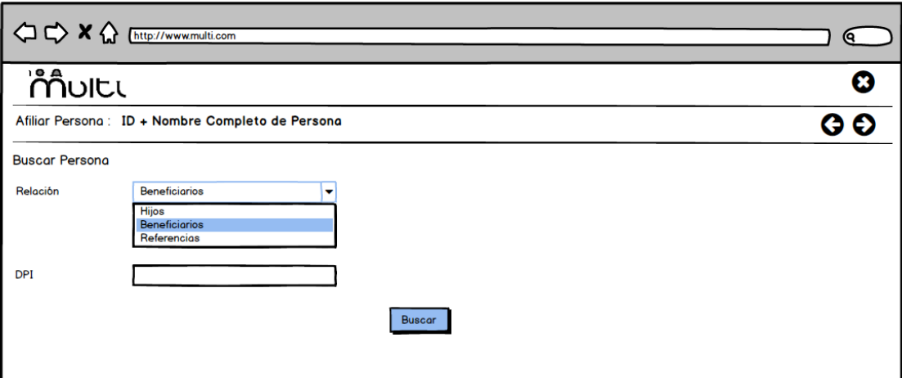 http://www.multi.com
multi
Afiliar Persona : ID + Nombre Completo de Persona
Buscar Persona
Relación Beneficiarios
Hijos
Beneficiarios
Referencias
DPI
Buscar